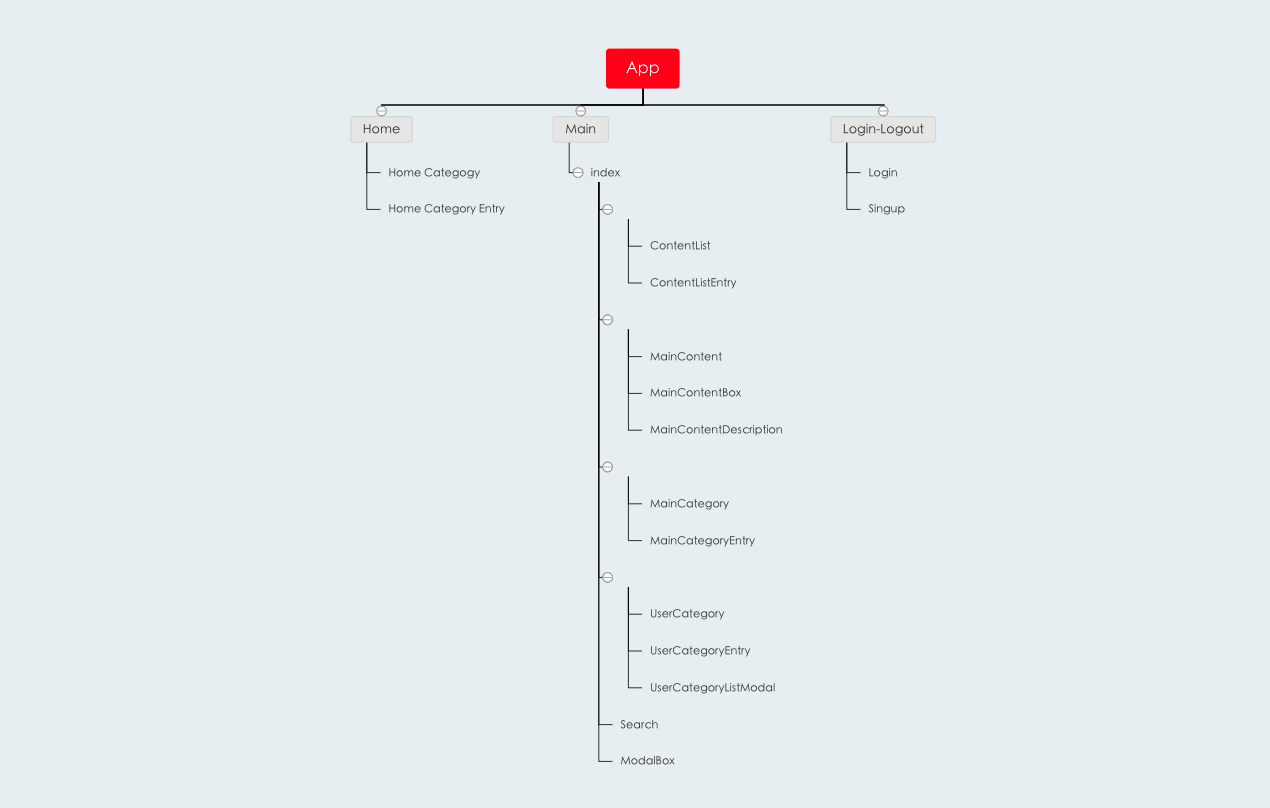 App
Home
Main
Login-Logout
Home Categogy
index
Login
Home Category Entry
Singup
ContentList
ContentListEntry
MainContent
MainContentBox
MainContentDescription
MainCategory
MainCategoryEntry
UserCategory
UserCategoryEntry
UserCategoryListModal
Search
ModalBox